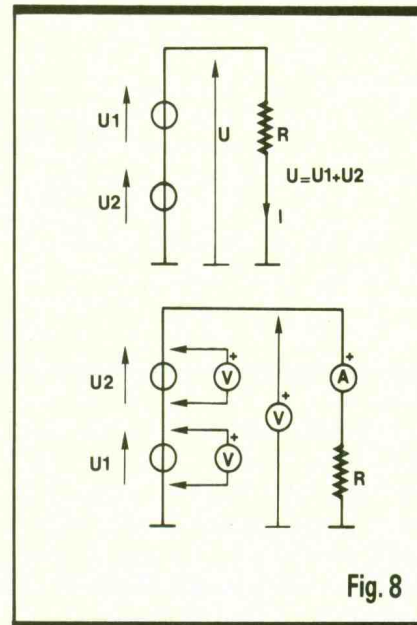 U1
U
R
U=U1+U2
U2
I
U2
+
V
+
V
+
A
U1
+
V
R
Fig. 8